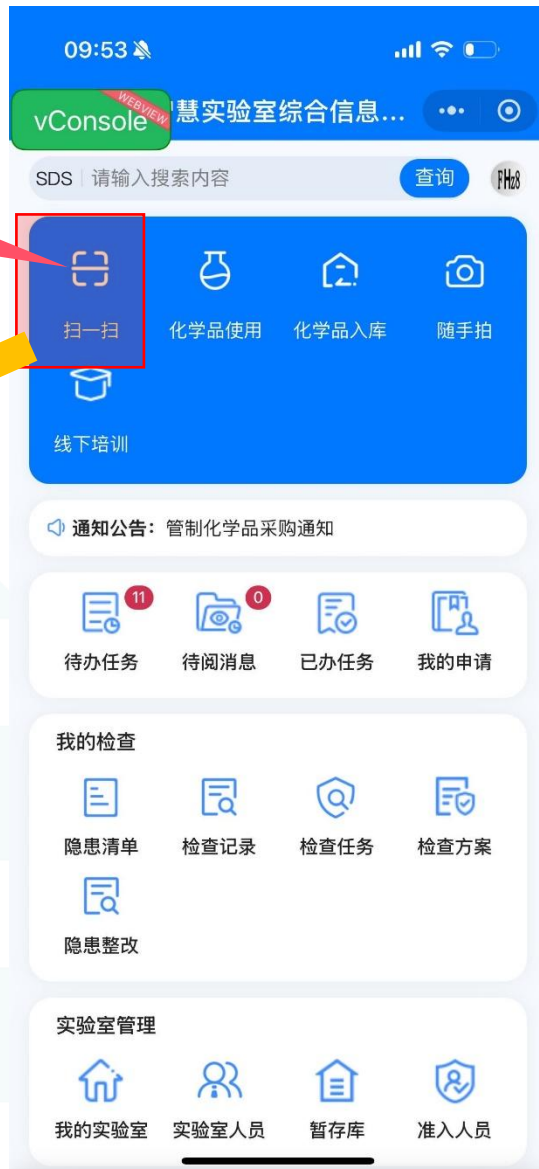 09:53
vConsole WEBVIEW 慧实验室综合信息...
SDS 请输入搜索内容 查询 FHz8
扫一扫 化学品使用 化学品入库 随手拍
线下培训
通知公告： 管制化学品采购通知
11 0
待办任务 待阅消息 已办任务 我的申请
我的检查
隐患清单 检查记录 检查任务 检查方案
隐患整改
实验室管理
我的实验室 实验室人员 暂存库 准入人员